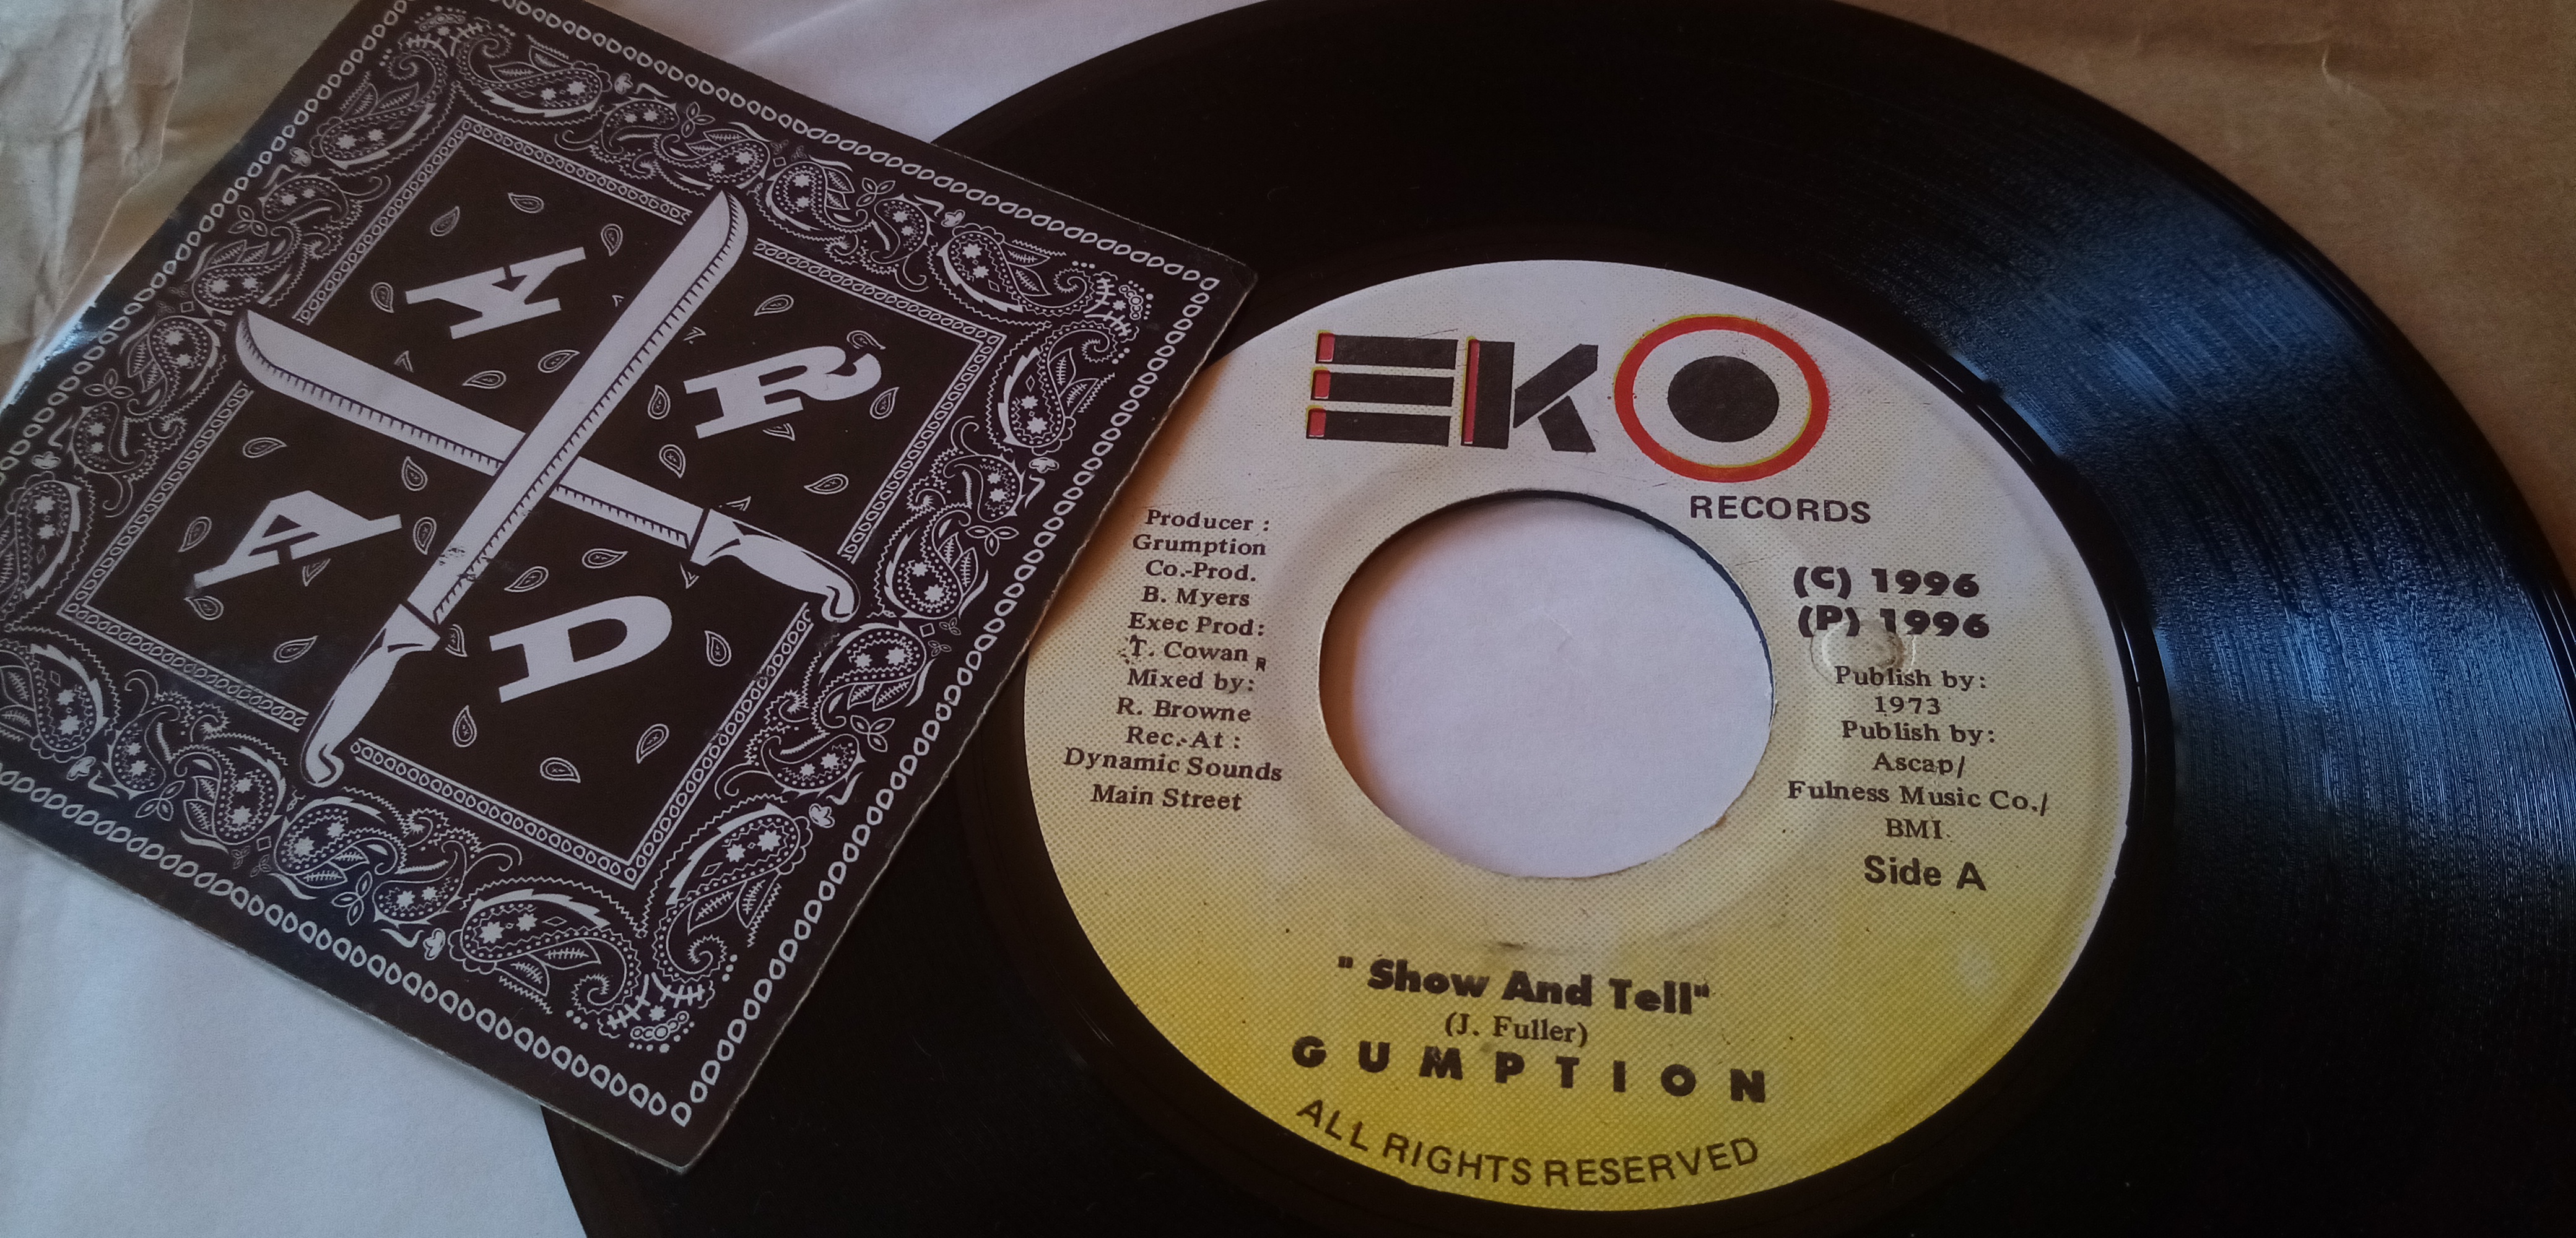 A R
A D
EKO
RECORDS
Producer :
Grumption
Co.-Prod.
B. Myers
Exec Prod:
T. Cowan
Mixed by:
R. Browne
Rec.-At :
Dynamic Sounds
Main Street
(C) 1996
(P) 1996
Publish by:
1973
Publish by:
Ascap/
Fulness Music Co./
BMI
Side A
" Show And Tell"
(J. Fuller)
GUMPTION
ALL RIGHTS RESERVED